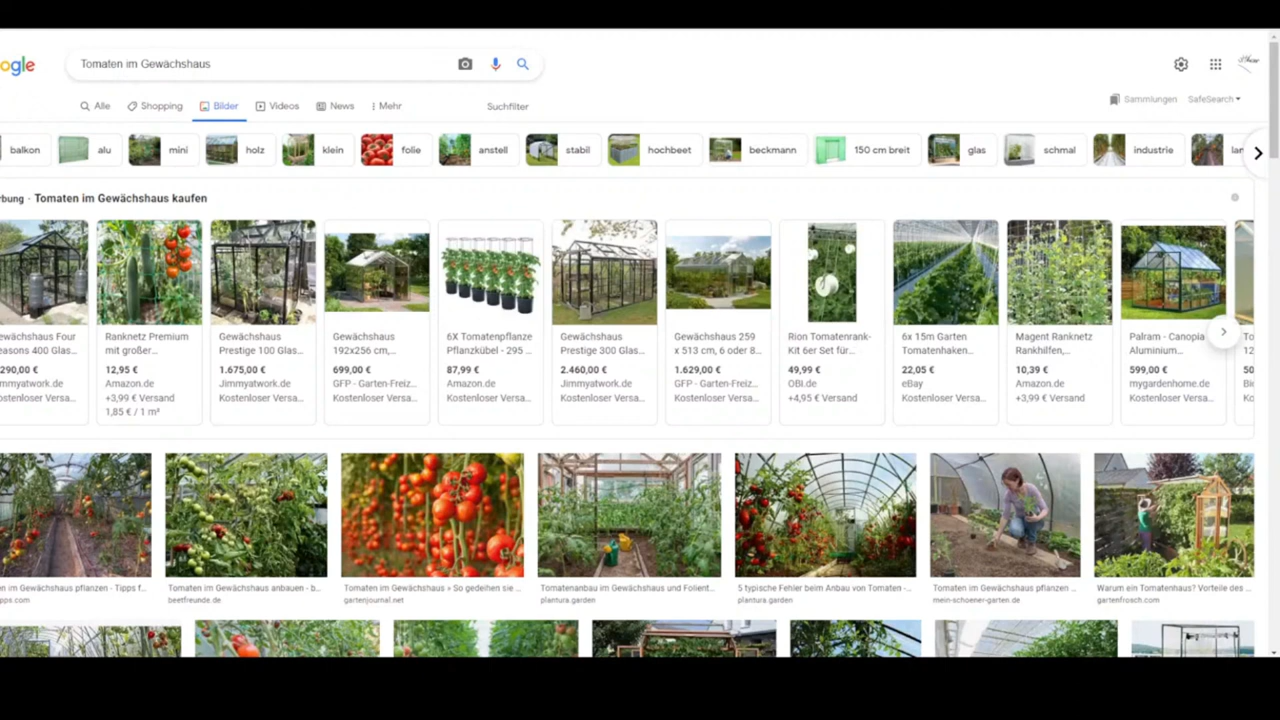 ogle
Tomaten im Gewächshaus
Alle Shopping Bilder Videos News Mehr Suchfilter
Sammlungen SafeSearch
balkon alu mini holz klein folie anstell stabil hochbeet beckmann 150 cm breit glas schmal industrie lan
rbung · Tomaten im Gewächshaus kaufen
ewächshaus Four
easons 400 Glas...
290,00 €
mmyatwork.de
ostenloser Versa...
Ranknetz Premium
mit großer...
12,95 €
Amazon.de
+3,99 € Versand
1,85 € / 1 m²
Gewächshaus
Prestige 100 Glas...
1.675,00 €
Jimmyatwork.de
Kostenloser Versa...
Gewächshaus
192x256 cm,...
699,00 €
GFP - Garten-Freiz...
Kostenloser Versa...
6X Tomatenpflanze
Pflanzkübel - 295 ...
87,99 €
Amazon.de
Kostenloser Versa...
Gewächshaus
Prestige 300 Glas...
2.460,00 €
Jimmyatwork.de
Kostenloser Versa...
Gewächshaus 259
x 513 cm, 6 oder 8...
1.629,00 €
GFP - Garten-Freiz...
Kostenloser Versa...
Rion Tomatenrank-
Kit 6er Set für...
49,99 €
OBI.de
+4,95 € Versand
6x 15m Garten
Tomatenhaken...
22,05 €
eBay
Kostenloser Versa...
Magent Ranknetz
Rankhilfen,...
10,39 €
Amazon.de
+3,99 € Versand
Palram - Canopia
Aluminium...
599,00 €
mygardenhome.de
Kostenloser Versa...
To
12
50
Bi
Ko
en im Gewächshaus pflanzen - Tipps f...
pps.com
Tomaten im Gewächshaus anbauen - b...
beetfreunde.de
Tomaten im Gewächshaus » So gedeihen sie ...
gartenjournal.net
Tomatenanbau im Gewächshaus und Folient...
plantura.garden
5 typische Fehler beim Anbau von Tomaten -...
plantura.garden
Tomaten im Gewächshaus pflanzen ...
mein-schoener-garten.de
Warum ein Tomatenhaus? Vorteile des ...
gartenfrosch.com